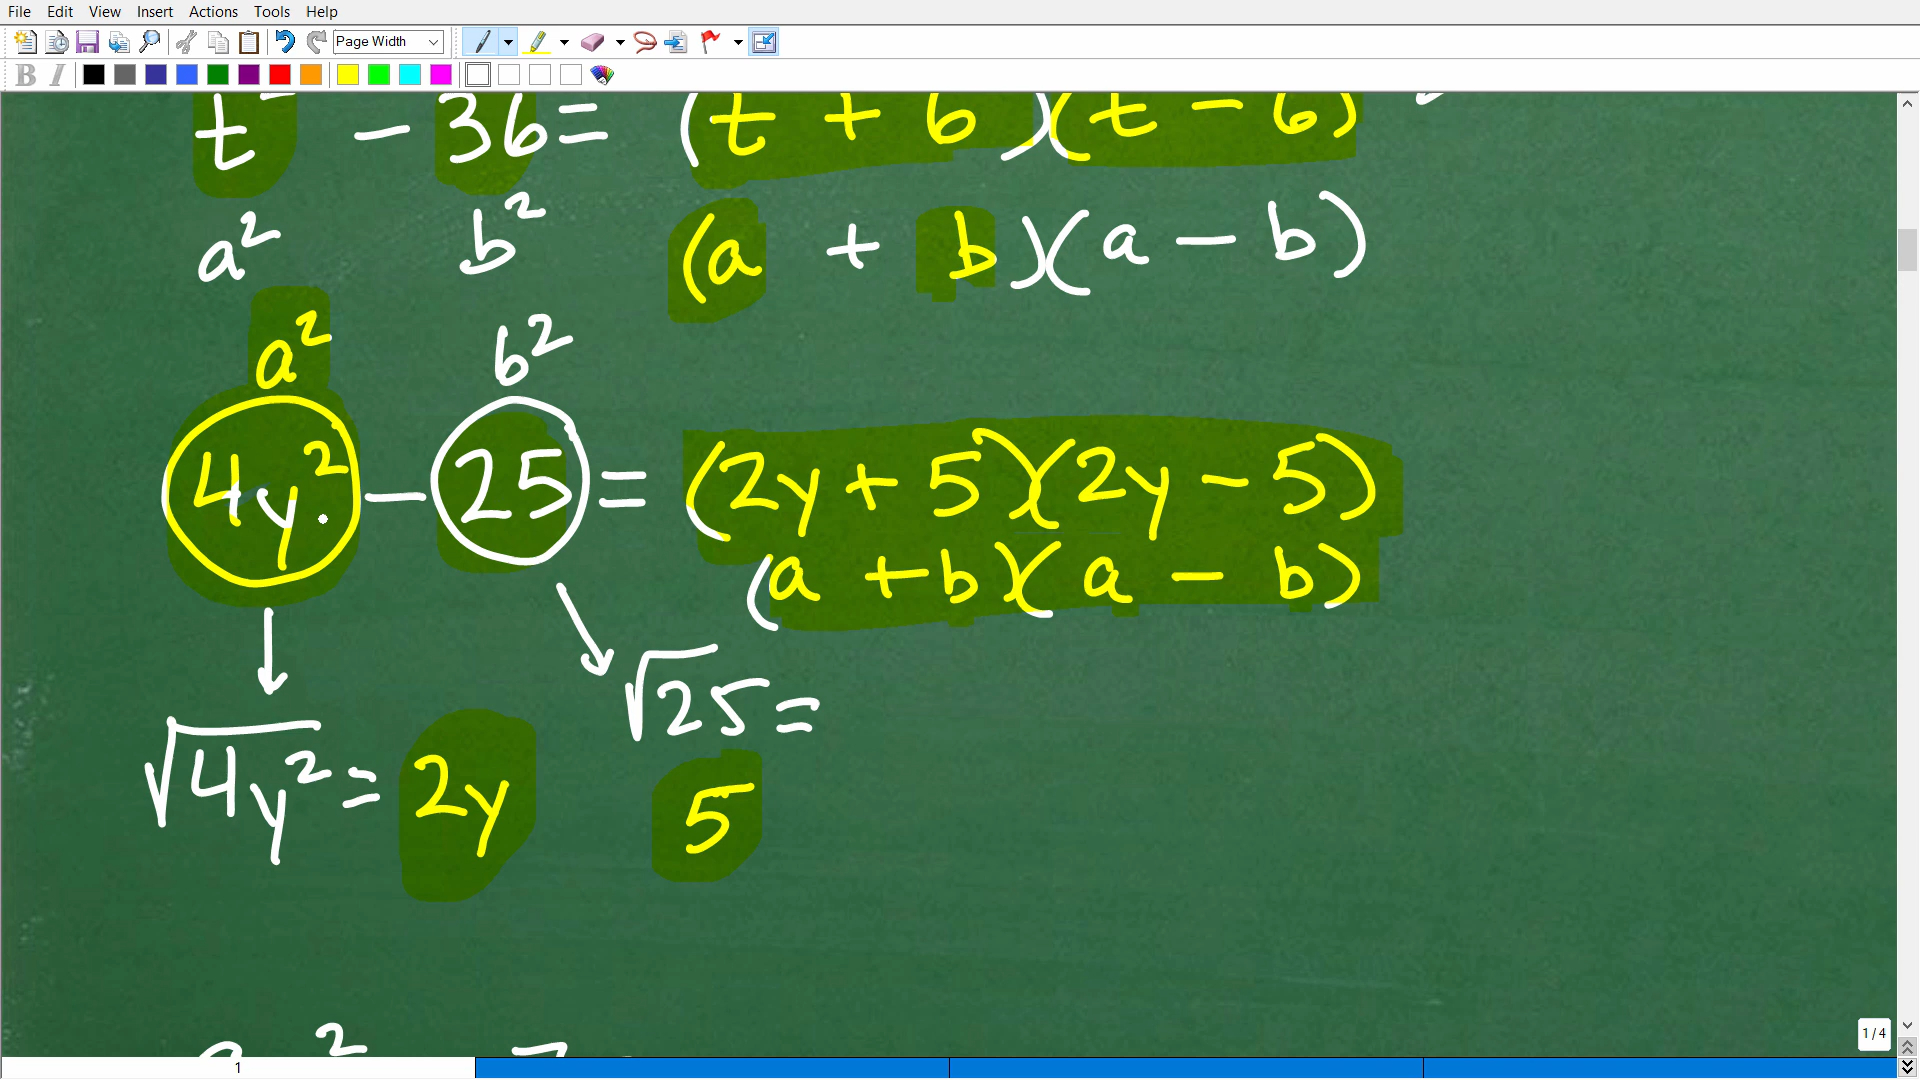 File Edit View Insert Actions Tools Help
Page Width
B I
t² - 36 = (t + 6)(t - 6)
a² b² (a + b)(a - b)
a² b²
4y² - 25 = (2y + 5)(2y - 5)
(a + b)(a - b)
√25 =
√4y² = 2y 5
1 / 4
1